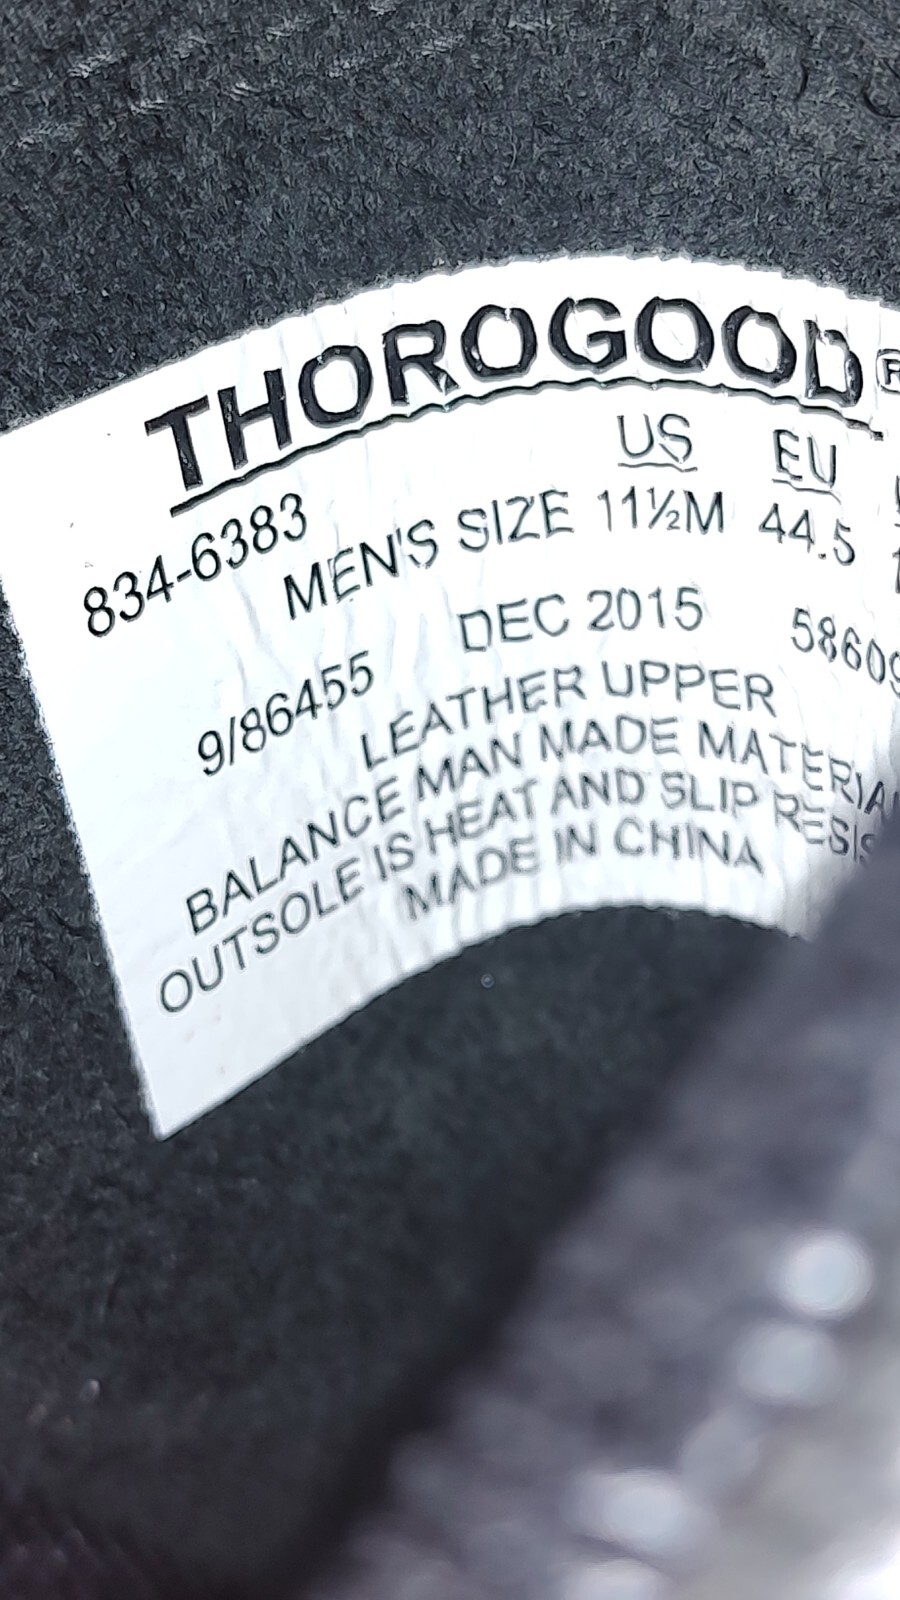 THOROGOOD®
US EU
834-6383 MEN'S SIZE 11½M 44.5
9/86455 DEC 2015 58609
LEATHER UPPER
BALANCE MAN MADE MATERIA
OUTSOLE IS HEAT AND SLIP RESIS
MADE IN CHINA